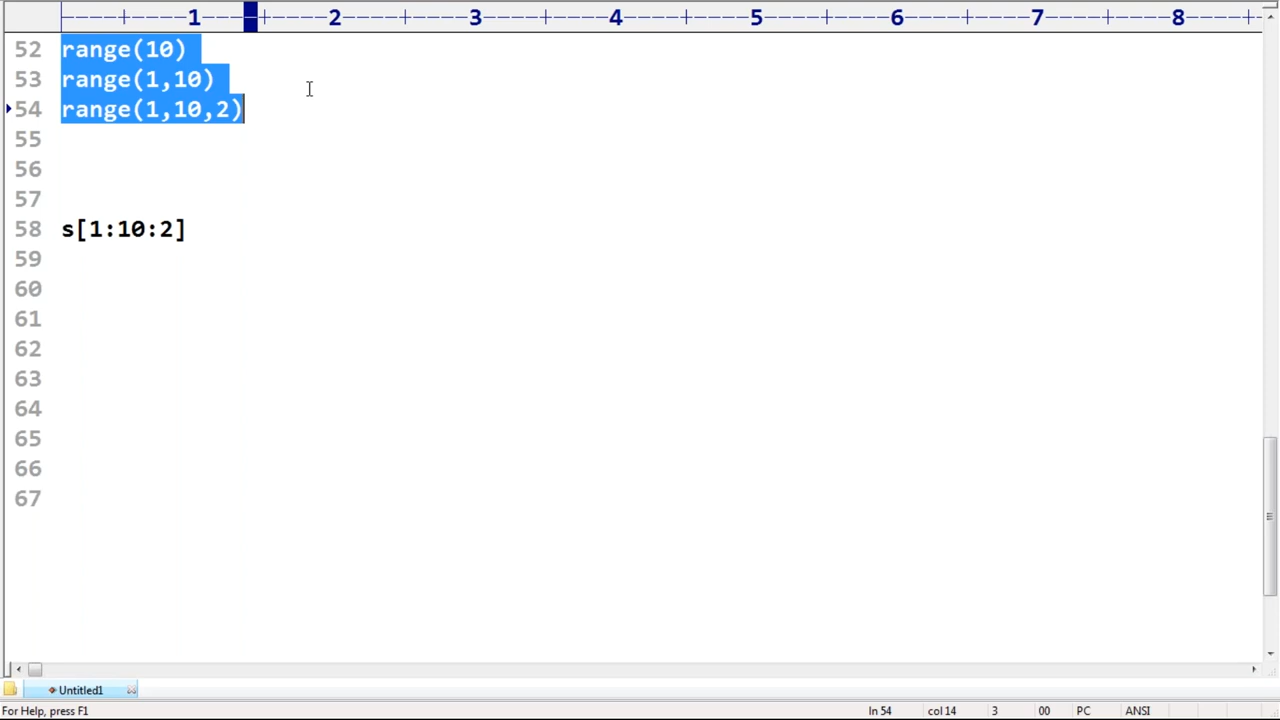 1 2 3 4 5 6 7 8
52 range(10)
53 range(1,10)
54 range(1,10,2)
55
56
57
58 s[1:10:2]
59
60
61
62
63
64
65
66
67
Untitled1
For Help, press F1 ln 54 col 14 3 00 PC ANSI